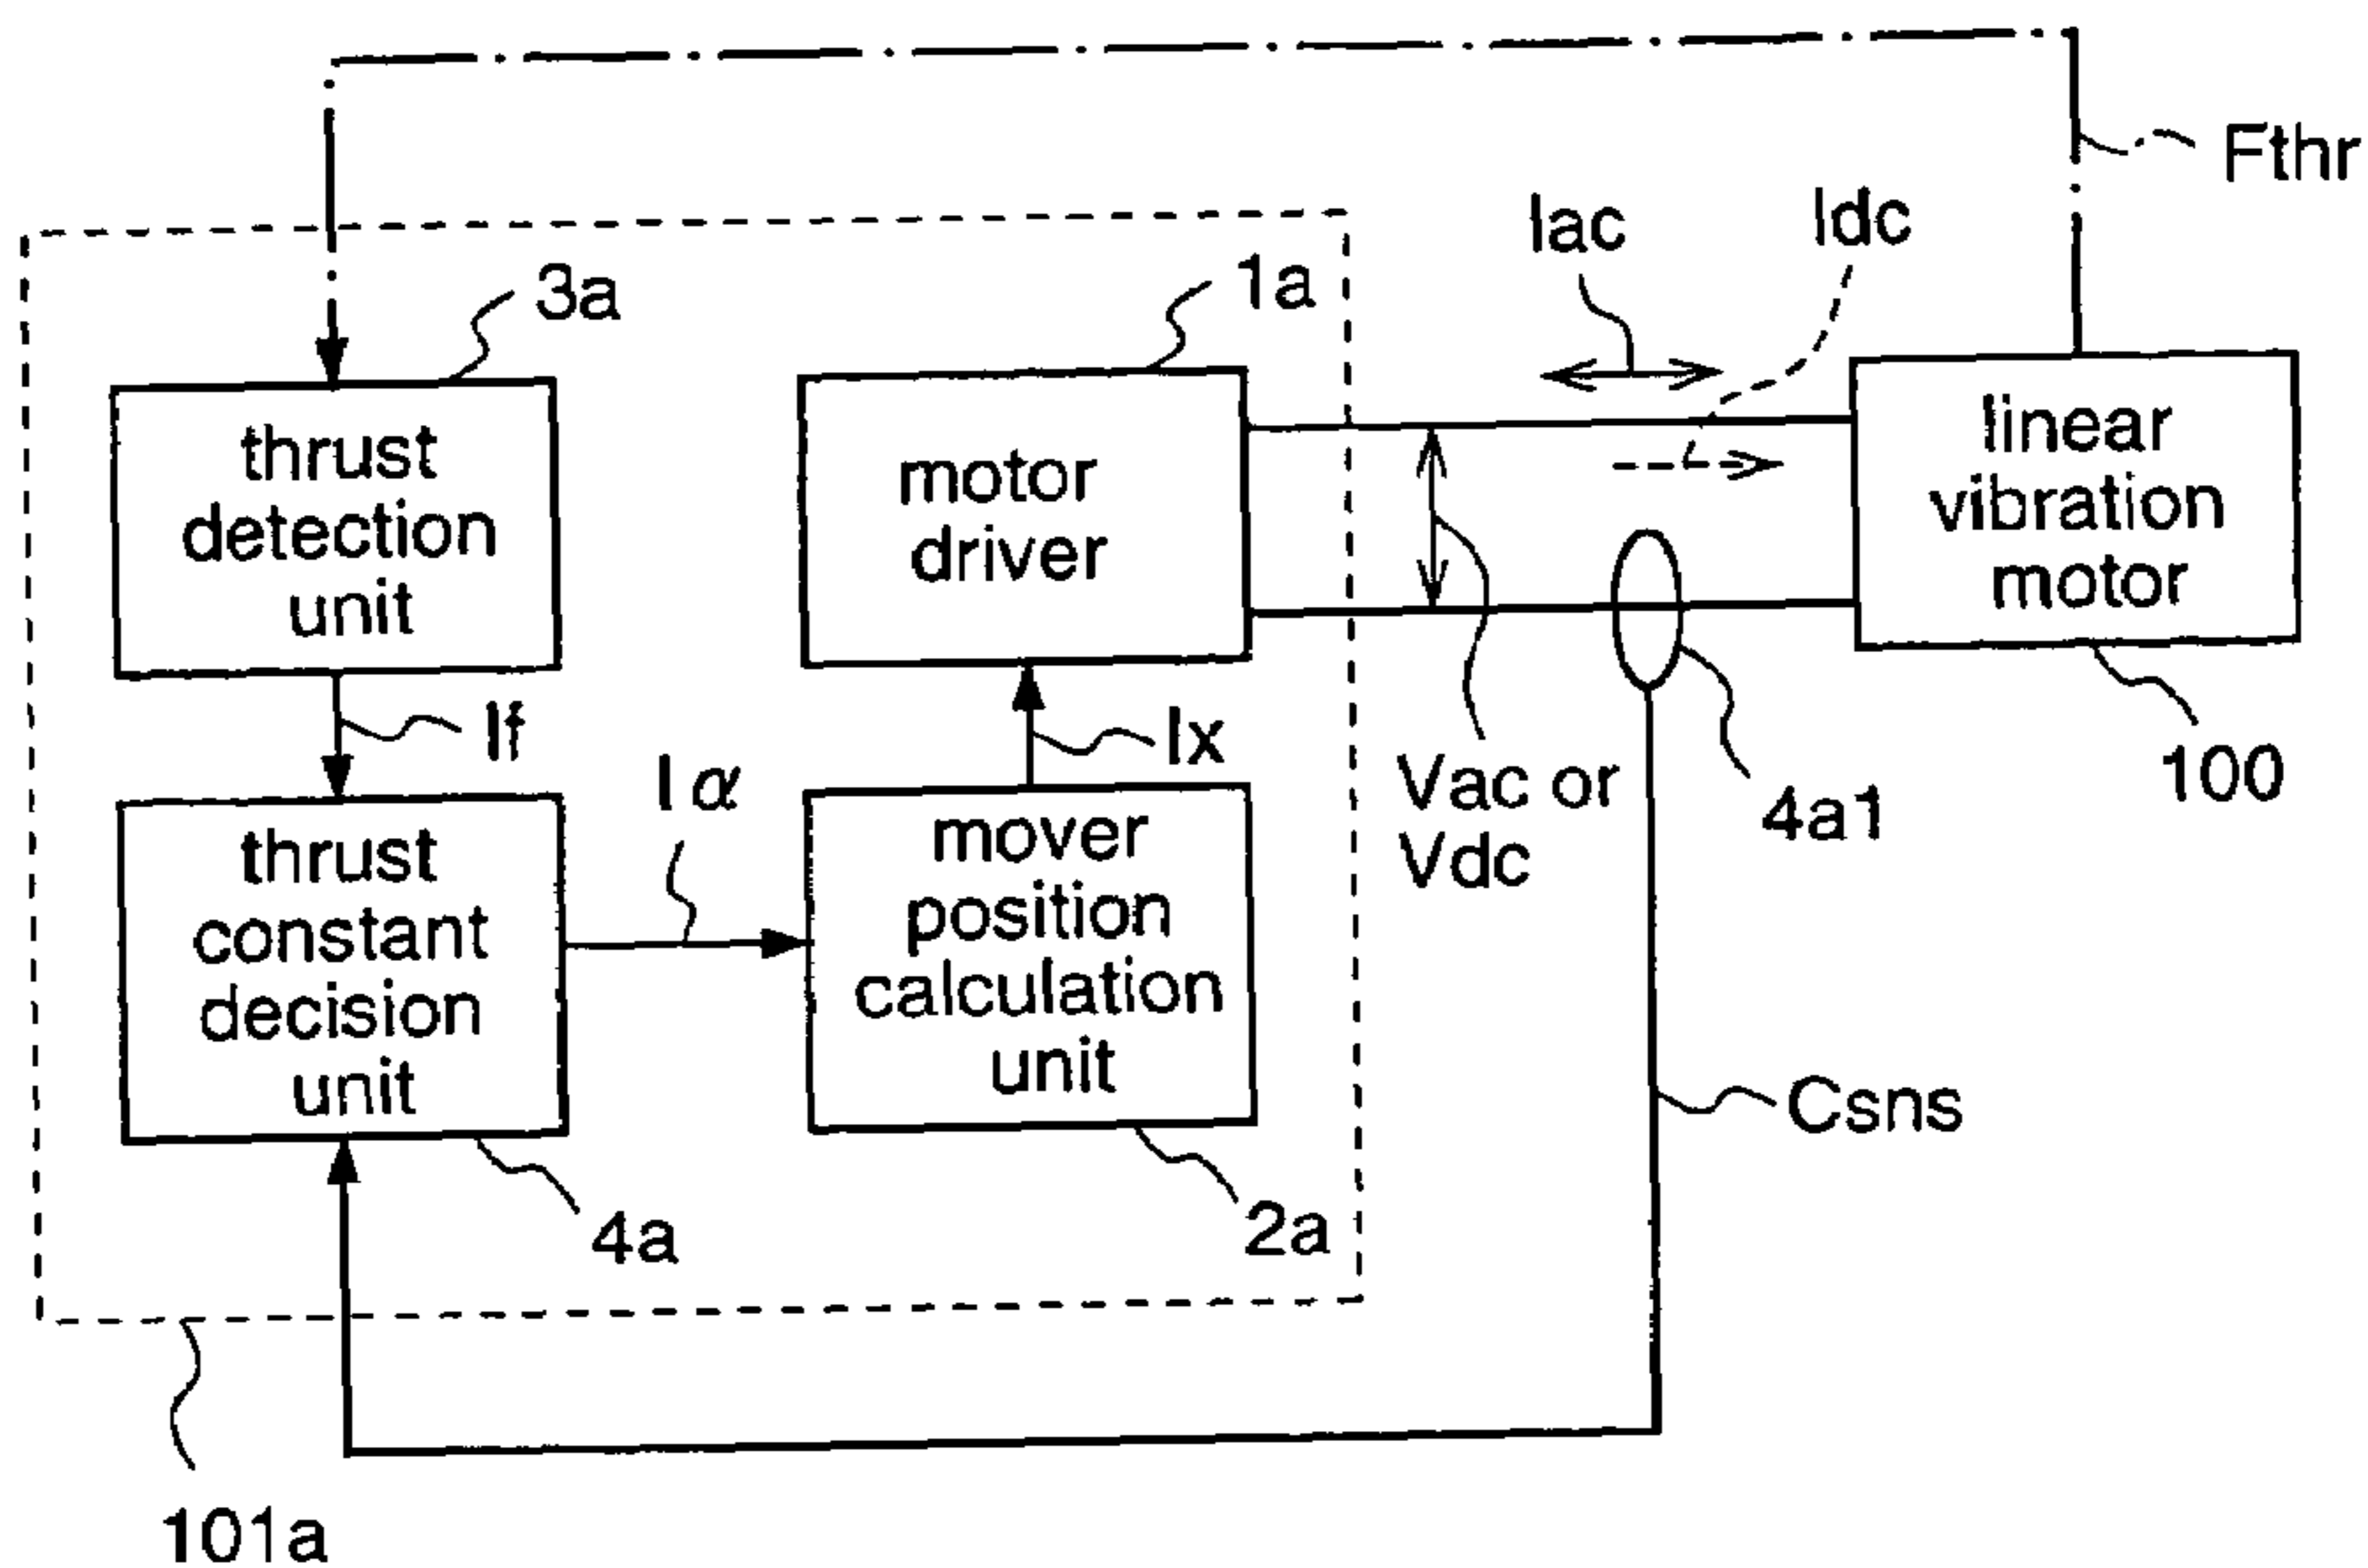 Fthr
Iac
Idc
3a
1a
thrust
detection
unit
motor
driver
linear
vibration
motor
If
Ix
Iα
Vac or
Vdc
4a1
100
thrust
constant
decision
unit
mover
position
calculation
unit
Csns
4a
2a
101a